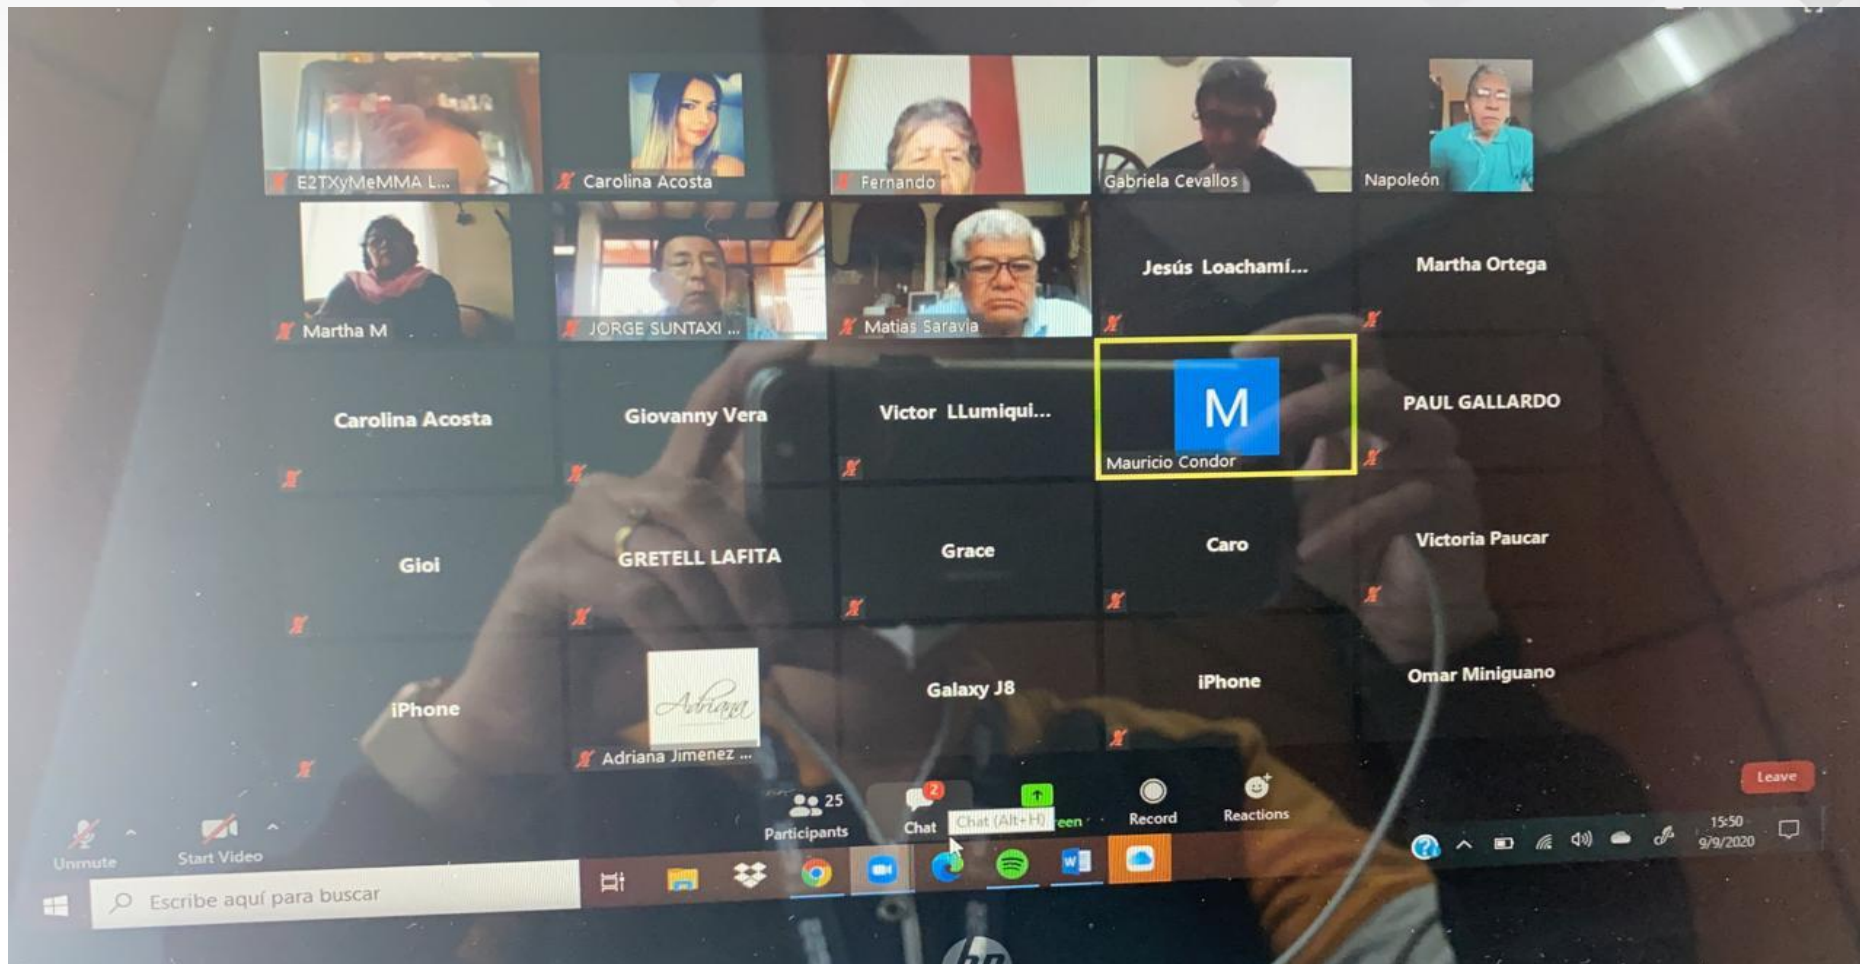 E2TXyMeMMA L...
Carolina Acosta
Fernando
Gabriela Cevallos
Napoleón
Martha M
JORGE SUNTAXI ...
Matias Saravia
Jesús Loachamí...
Martha Ortega
Carolina Acosta
Giovanny Vera
Victor LLumiqui...
M
Mauricio Condor
PAUL GALLARDO
Gioi
GRETELL LAFITA
Grace
Caro
Victoria Paucar
iPhone
Adriana
Adriana Jimenez ...
Galaxy J8
iPhone
Omar Miniguano
Leave
Unmute
Start Video
25
Participants
2
Chat
Chat (Alt+H)
een
Record
Reactions
Escribe aquí para buscar
W
15:50
9/9/2020
hp